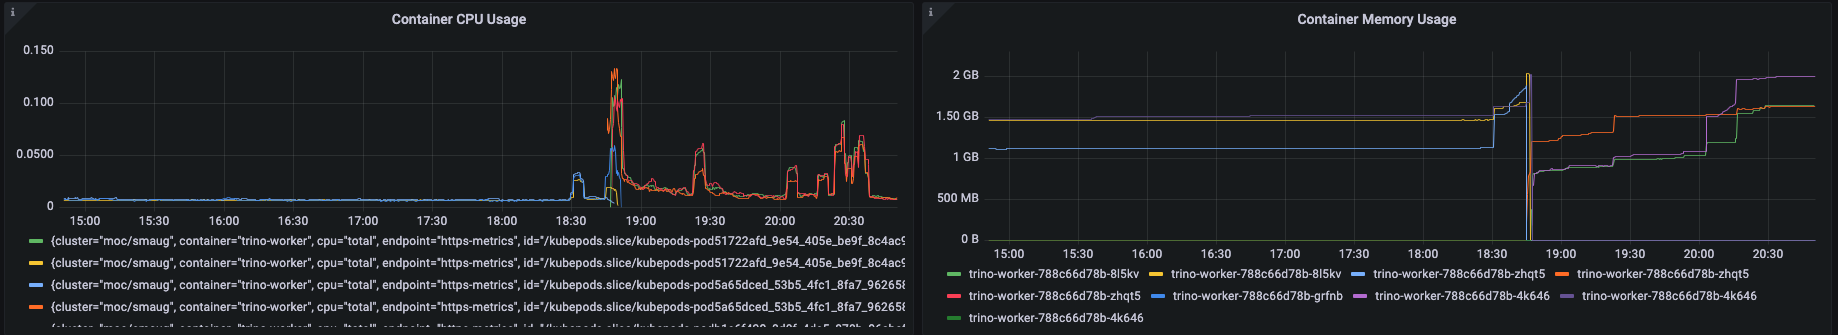 i
Container CPU Usage
0.150
0.100
0.0500
0
15:00 15:30 16:00 16:30 17:00 17:30 18:00 18:30 19:00 19:30 20:00 20:30
{cluster="moc/smaug", container="trino-worker", cpu="total", endpoint="https-metrics", id="/kubepods.slice/kubepods-pod51722afd_9e54_405e_be9f_8c4ac9
{cluster="moc/smaug", container="trino-worker", cpu="total", endpoint="https-metrics", id="/kubepods.slice/kubepods-pod51722afd_9e54_405e_be9f_8c4ac9
{cluster="moc/smaug", container="trino-worker", cpu="total", endpoint="https-metrics", id="/kubepods.slice/kubepods-pod5a65dced_53b5_4fc1_8fa7_962658
{cluster="moc/smaug", container="trino-worker", cpu="total", endpoint="https-metrics", id="/kubepods.slice/kubepods-pod5a65dced_53b5_4fc1_8fa7_962658
i
Container Memory Usage
2 GB
1.50 GB
1 GB
500 MB
0 B
15:00 15:30 16:00 16:30 17:00 17:30 18:00 18:30 19:00 19:30 20:00 20:30
trino-worker-788c66d78b-8l5kv trino-worker-788c66d78b-8l5kv trino-worker-788c66d78b-zhqt5 trino-worker-788c66d78b-zhqt5
trino-worker-788c66d78b-zhqt5 trino-worker-788c66d78b-grfnb trino-worker-788c66d78b-4k646 trino-worker-788c66d78b-4k646
trino-worker-788c66d78b-4k646